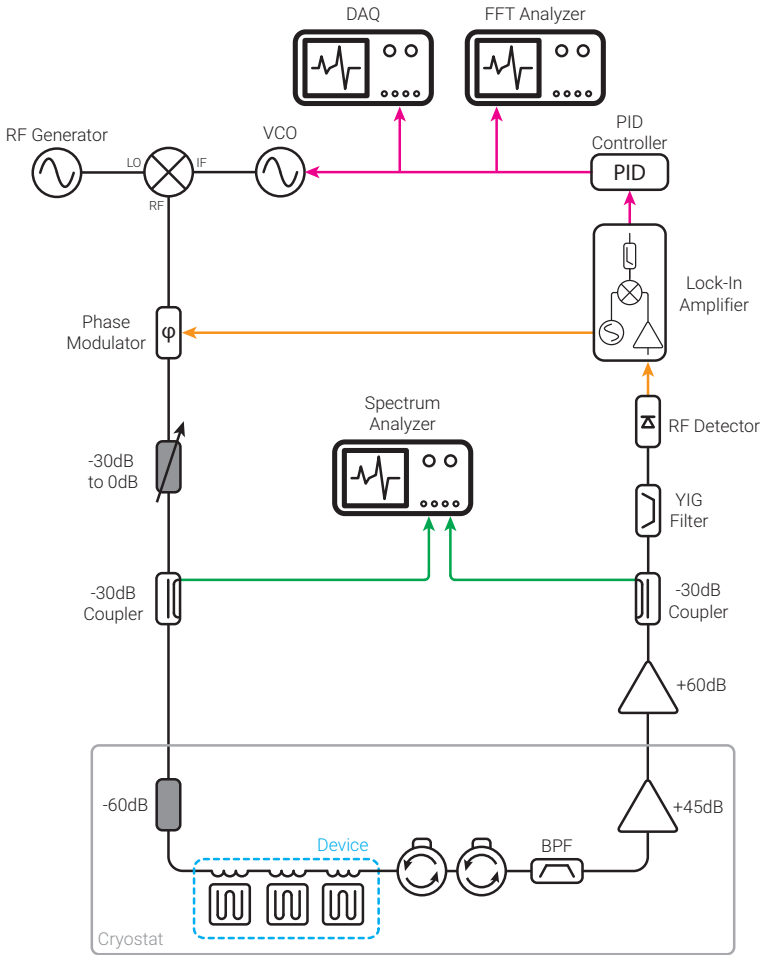 DAQ
FFT Analyzer
RF Generator
VCO
PID
Controller
LO
IF
PID
RF
Lock-In
Amplifier
Phase
Modulator
φ
Spectrum
Analyzer
RF Detector
-30dB
to 0dB
YIG
Filter
-30dB
Coupler
-30dB
Coupler
+60dB
-60dB
+45dB
Device
BPF
Cryostat